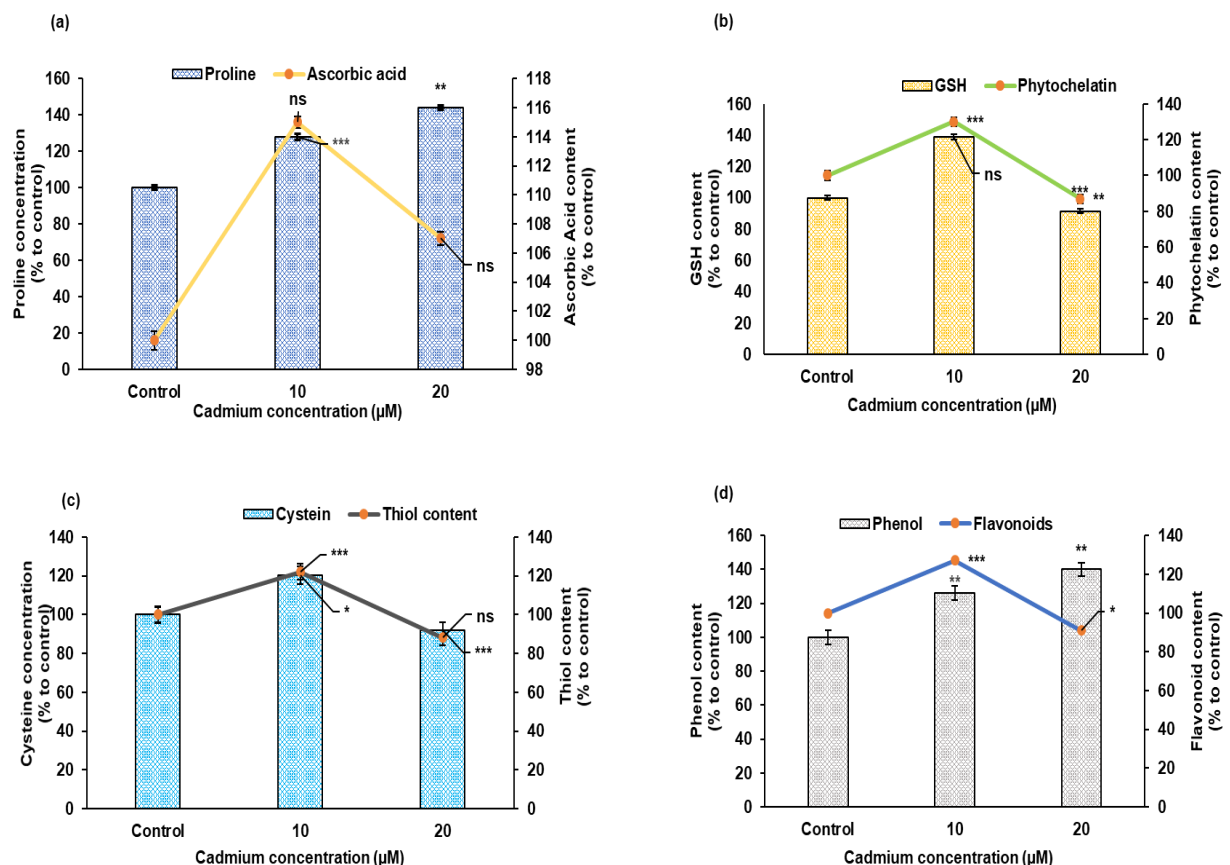 (a)
Proline Ascorbic acid
Proline concentration
(% to control)
160
140
120
100
80
60
40
20
0
ns
***
**
ns
118
116
114
112
110
108
106
104
102
100
98
Ascorbic Acid content
(% to control)
Control 10 20
Cadmium concentration (µM)
(b)
GSH Phytochelatin
GSH content
(% to control)
160
140
120
100
80
60
40
20
0
***
ns
*** **
140
120
100
80
60
40
20
0
Phytochelatin content
(% to control)
Control 10 20
Cadmium concentration (µM)
(c)
Cystein Thiol content
Cysteine concentration
(% to control)
140
120
100
80
60
40
20
0
***
*
ns
***
140
120
100
80
60
40
20
0
Thiol content
(% to control)
Control 10 20
Cadmium concentration (µM)
(d)
Phenol Flavonoids
Phenol content
(% to control)
160
140
120
100
80
60
40
20
0
***
**
**
*
140
120
100
80
60
40
20
0
Flavonoid content
(% to control)
Control 10 20
Cadmium concentration (µM)